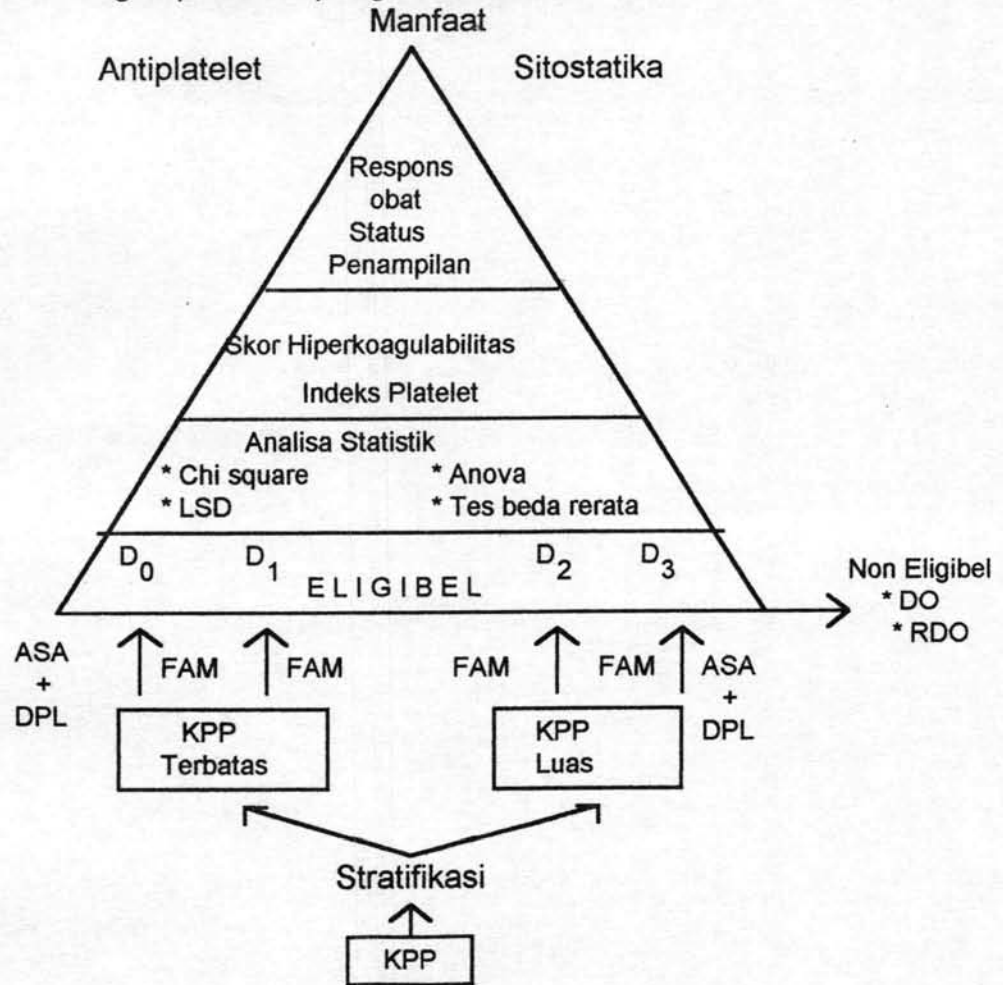 Manfaat
Antiplatelet
Sitostatika
Respons
obat
Status
Penampilan
Skor Hiperkoagulabilitas
Indeks Platelet
Analisa Statistik
* Chi square
* Anova
* LSD
* Tes beda rerata
D0
D1
D2
D3
ELIGIBEL
Non Eligibel
* DO
* RDO
ASA
+
DPL
FAM
FAM
FAM
FAM
ASA
+
DPL
KPP
Terbatas
KPP
Luas
Stratifikasi
KPP